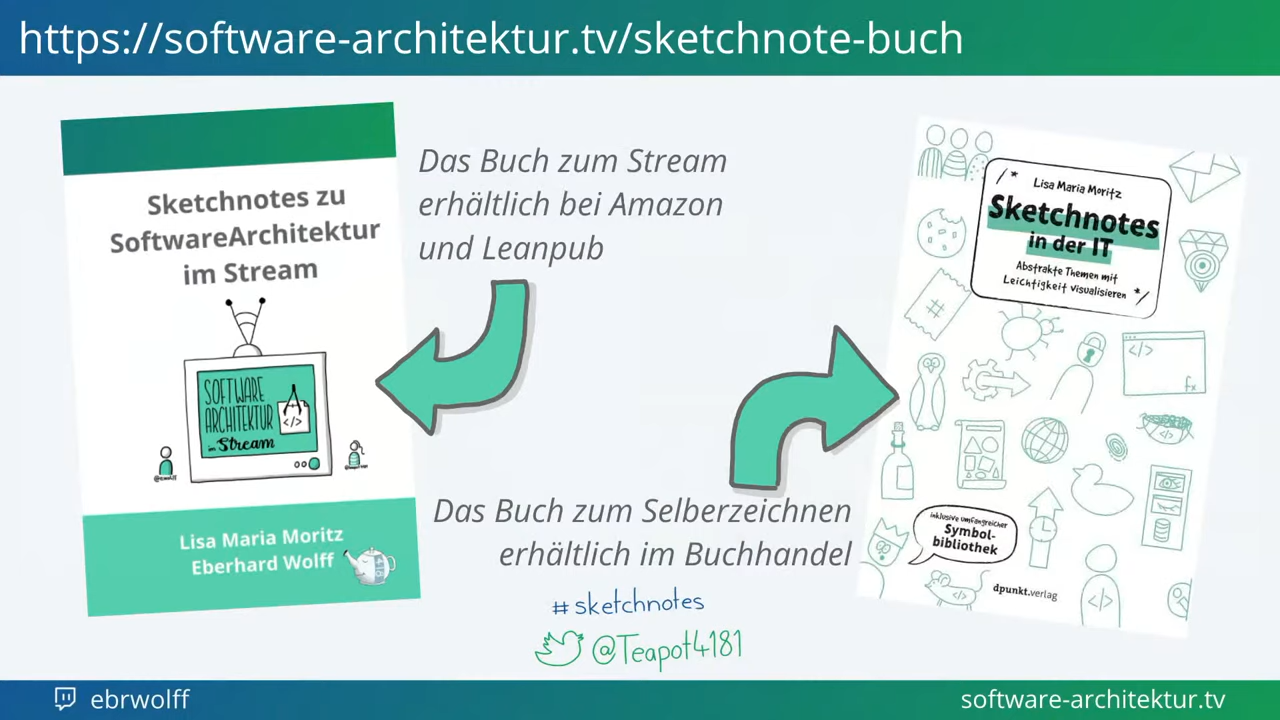 https://software-architektur.tv/sketchnote-buch
Das Buch zum Stream
erhältlich bei Amazon
und Leanpub
Sketchnotes zu
SoftwareArchitektur
im Stream
SOFTWARE
ARCHITEKTUR
im Stream
</>
@ebrwolff
@teapot4181
Lisa Maria Moritz
Eberhard Wolff
/*
Lisa Maria Moritz
Sketchnotes
in der IT
Abstrakte Themen mit
Leichtigkeit visualisieren
*/
#
</>
fx
</>
inklusive umfangreicher
Symbol-
bibliothek
</>
dpunkt.verlag
Das Buch zum Selberzeichnen
erhältlich im Buchhandel
#sketchnotes
@Teapot4181
ebrwolff
software-architektur.tv